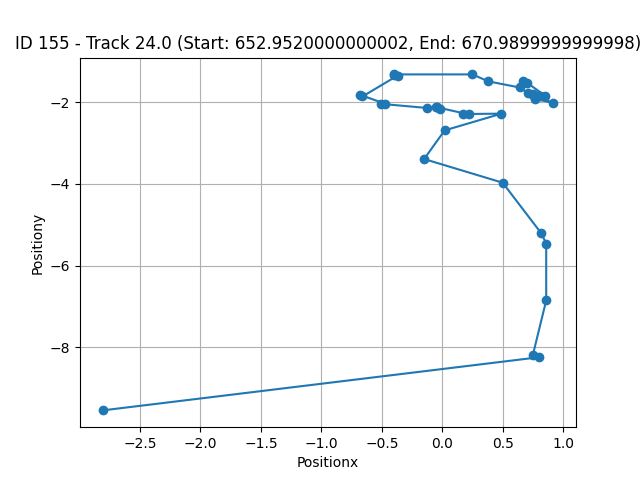 ID 155 - Track 24.0 (Start: 652.9520000000002, End: 670.9899999999998)
Positiony
−2
−4
−6
−8
−2.5 −2.0 −1.5 −1.0 −0.5 0.0 0.5 1.0
Positionx